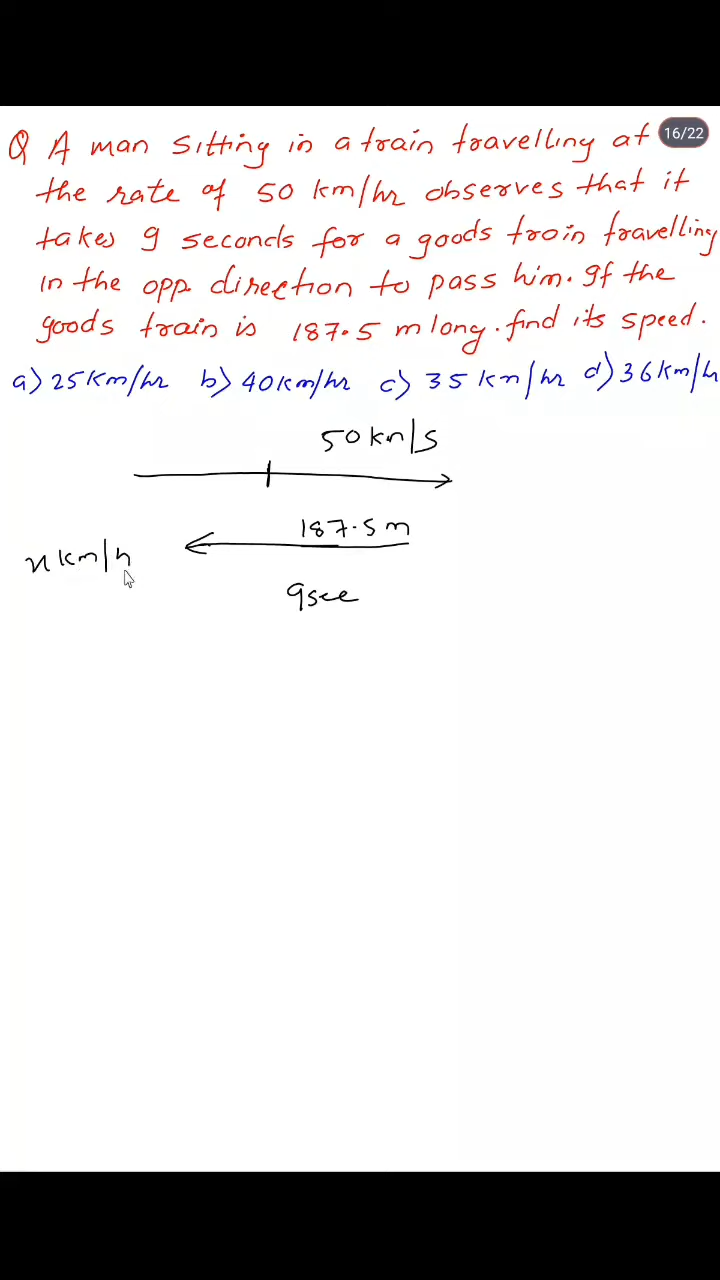 16/22
Q A man sitting in a train travelling at
the rate of 50 km/hr observes that it
takes 9 seconds for a goods train travelling
in the opp. direction to pass him. If the
goods train is 187.5 m long. find its speed.
a) 25 km/hr b) 40 km/hr c) 35 km/hr d) 36 km/h
50 km/s
187.5 m
x km/h
9 sec